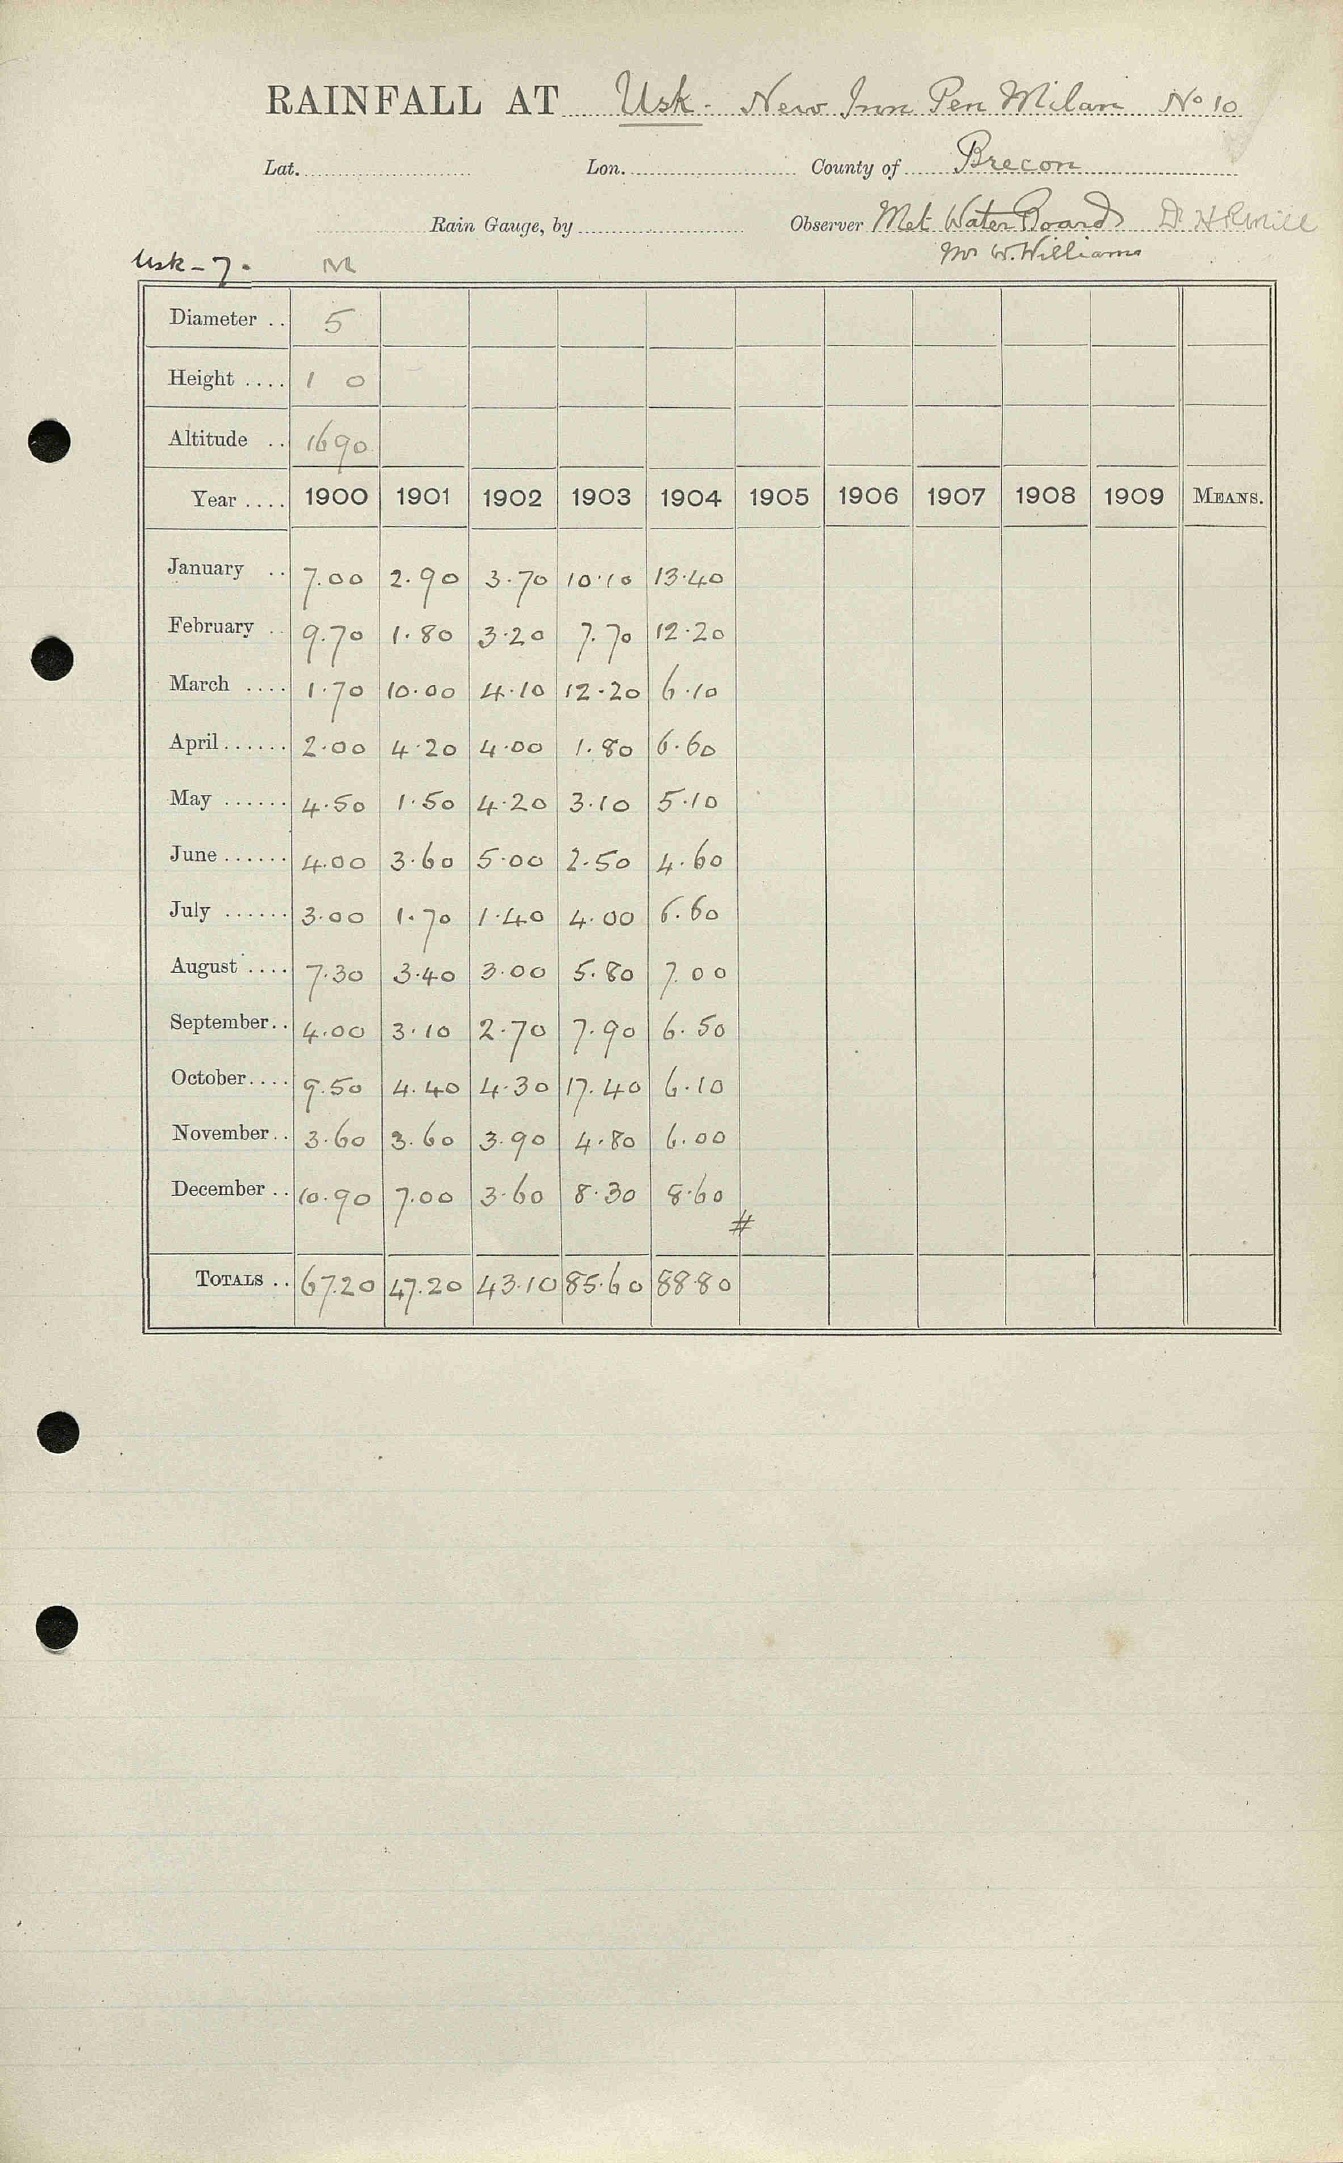 RAINFALL AT Usk - New Inn Pen Milan No 10
Lat. Lon. County of Brecon
Rain Gauge, by Observer Met Water Board Dr H R Mill
Usk - 7. M Mr W. Williams
Diameter .. 5
Height .... 1 0
Altitude .. 1690
Year .... 1900 1901 1902 1903 1904 1905 1906 1907 1908 1909 MEANS.
January .. 7.00 2.90 3.70 10.10 13.40
February .. 9.70 1.80 3.20 7.70 12.20
March .... 1.70 10.00 4.10 12.20 6.10
April...... 2.00 4.20 4.00 1.80 6.60
May ...... 4.50 1.50 4.20 3.10 5.10
June...... 4.00 3.60 5.00 2.50 4.60
July ...... 3.00 1.70 1.40 4.00 6.60
August .... 7.30 3.40 3.00 5.80 7.00
September.. 4.00 3.10 2.70 7.90 6.50
October.... 9.50 4.40 4.30 17.40 6.10
November.. 3.60 3.60 3.90 4.80 6.00
December .. 10.90 7.00 3.60 8.30 8.60
#
TOTALS .. 67.20 47.20 43.10 85.60 88.80